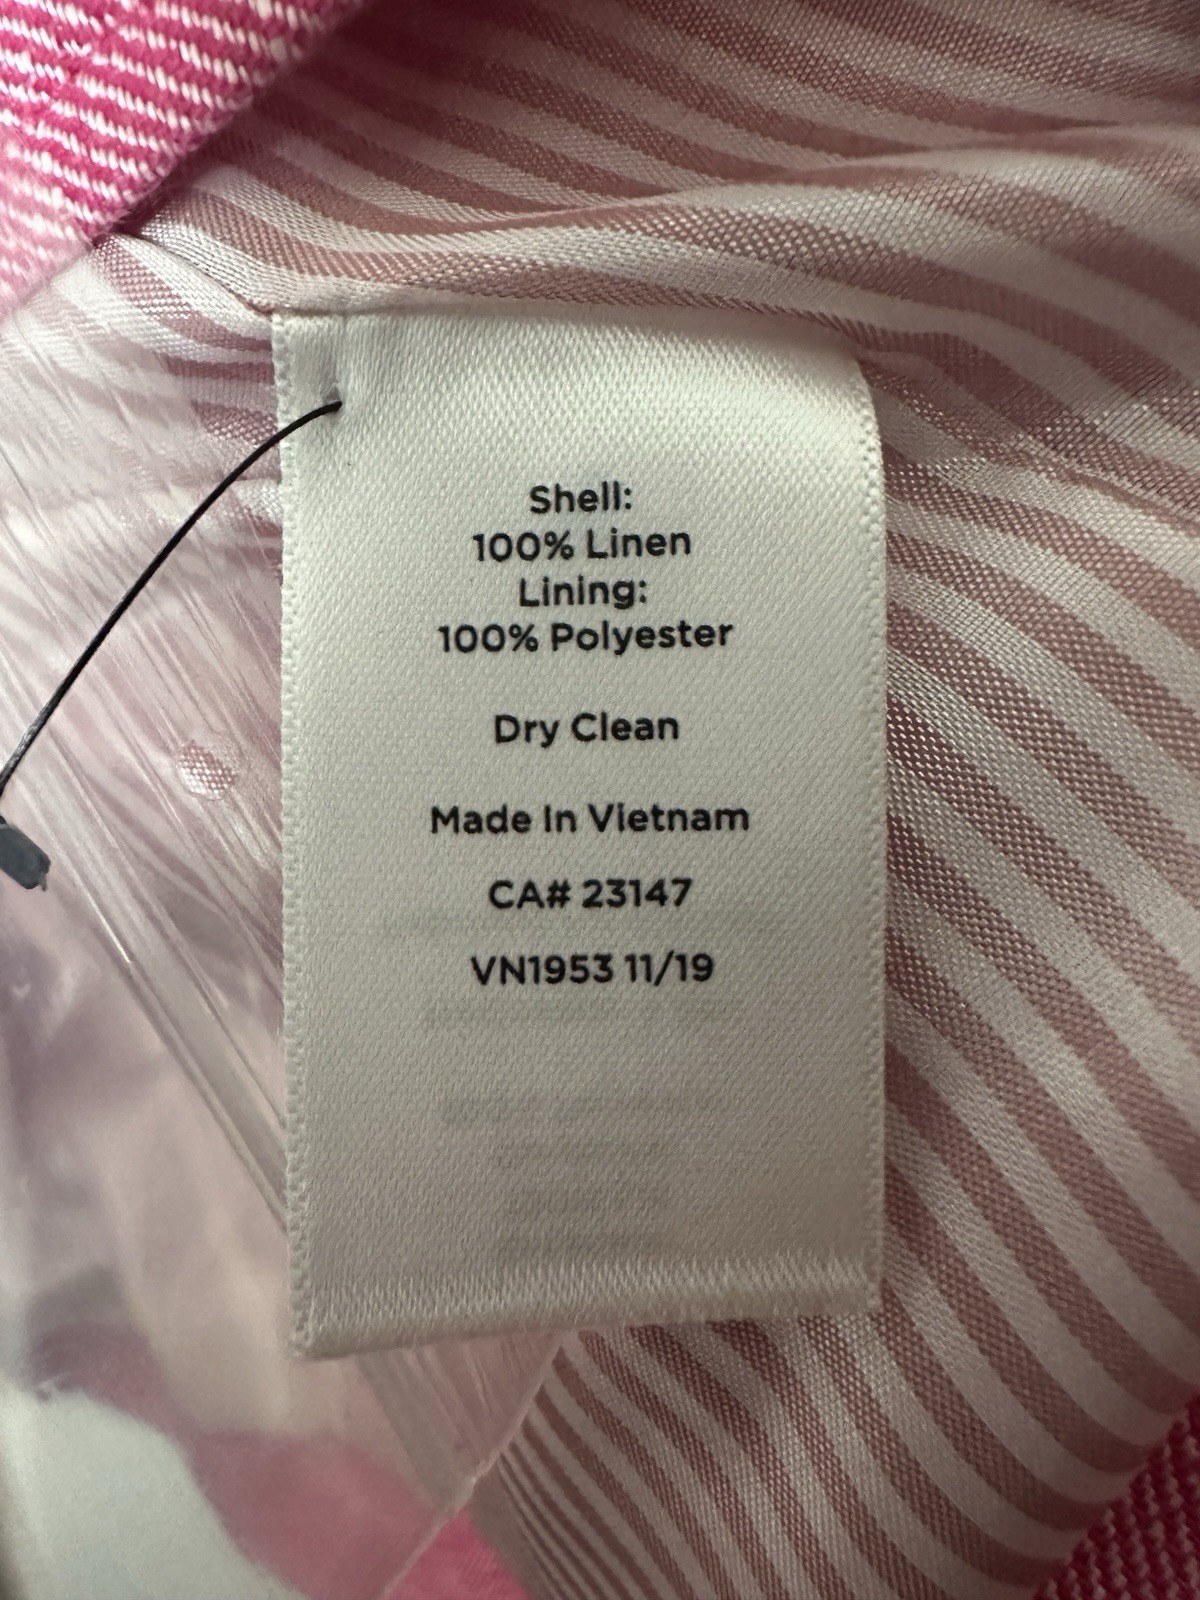 Shell:
100% Linen
Lining:
100% Polyester
Dry Clean
Made In Vietnam
CA# 23147
VN1953 11/19